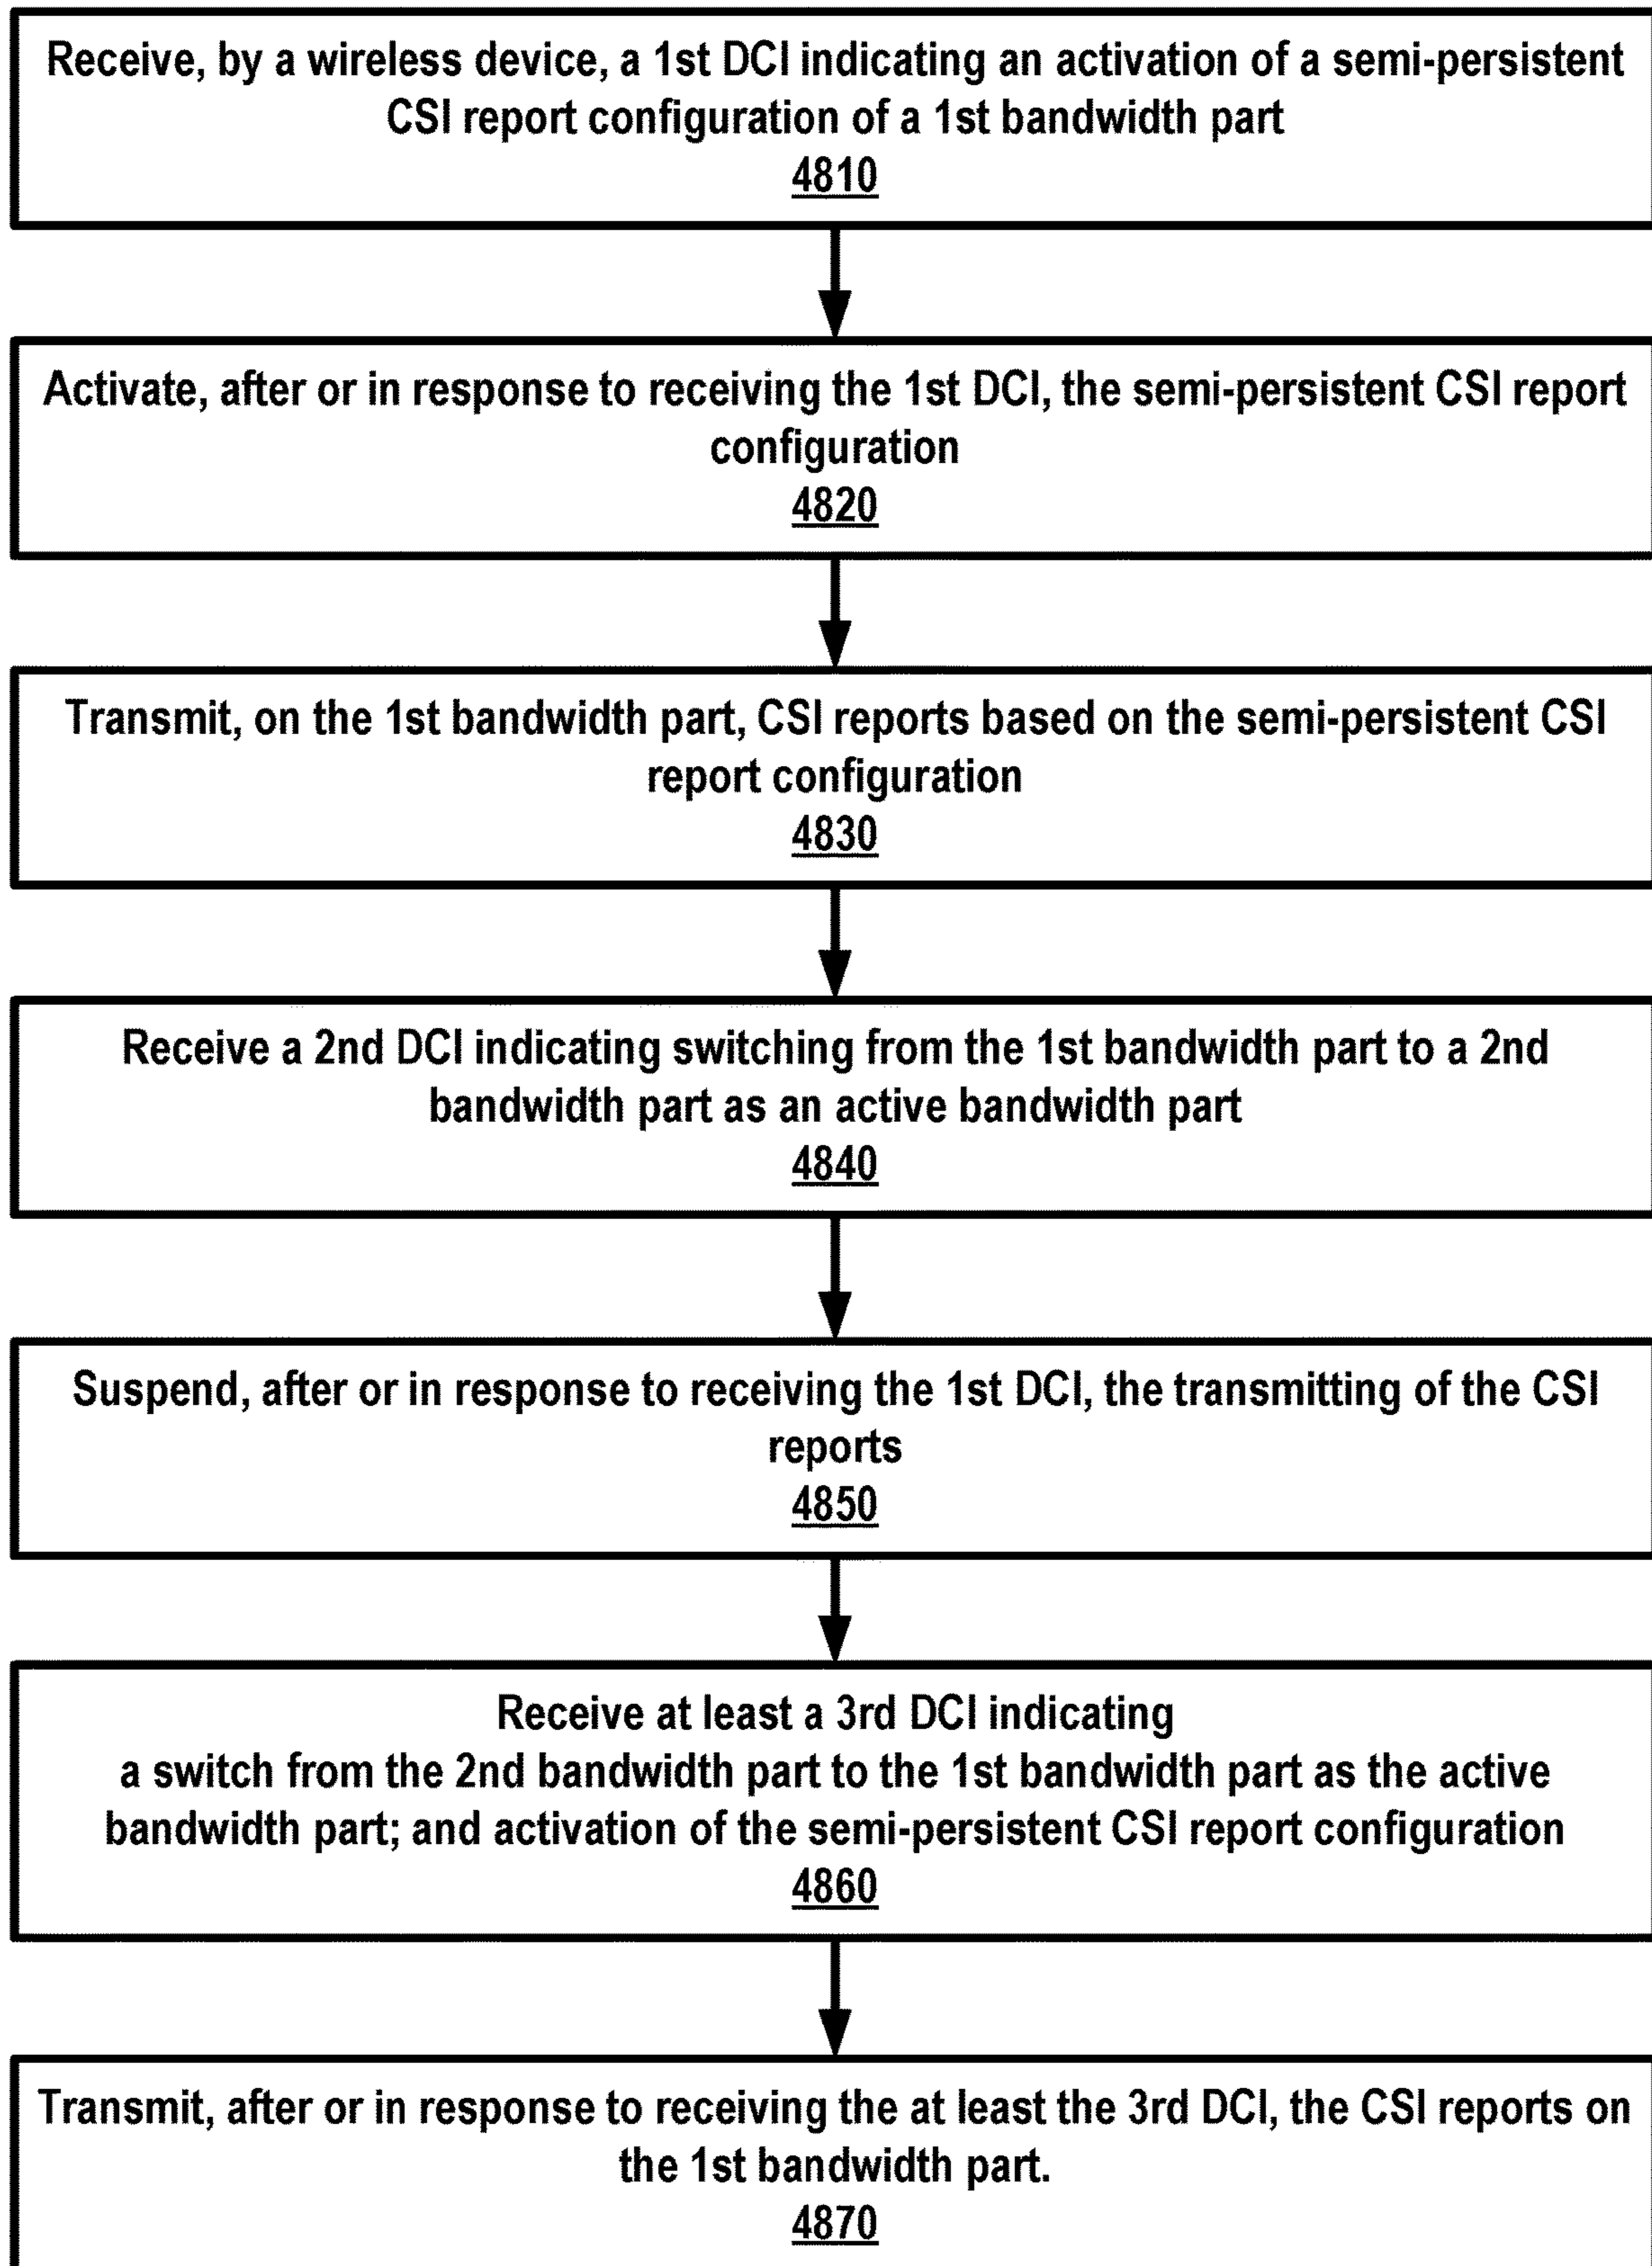 Receive, by a wireless device, a 1st DCI indicating an activation of a semi-persistent
CSI report configuration of a 1st bandwidth part
4810
Activate, after or in response to receiving the 1st DCI, the semi-persistent CSI report
configuration
4820
Transmit, on the 1st bandwidth part, CSI reports based on the semi-persistent CSI
report configuration
4830
Receive a 2nd DCI indicating switching from the 1st bandwidth part to a 2nd
bandwidth part as an active bandwidth part
4840
Suspend, after or in response to receiving the 1st DCI, the transmitting of the CSI
reports
4850
Receive at least a 3rd DCI indicating
a switch from the 2nd bandwidth part to the 1st bandwidth part as the active
bandwidth part; and activation of the semi-persistent CSI report configuration
4860
Transmit, after or in response to receiving the at least the 3rd DCI, the CSI reports on
the 1st bandwidth part.
4870